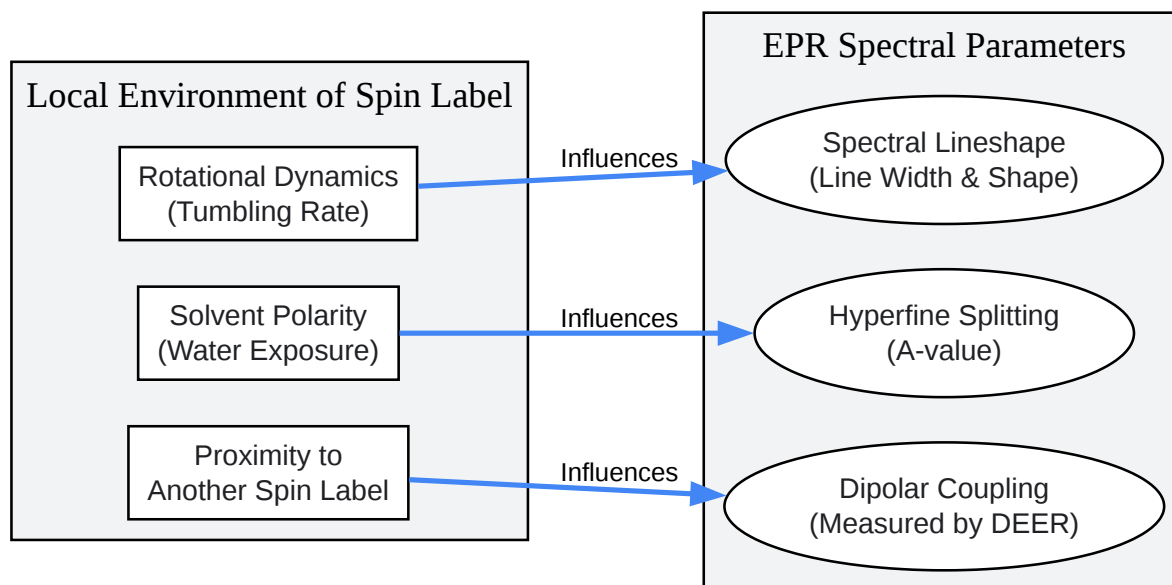 Local Environment of Spin Label
Rotational Dynamics
(Tumbling Rate)
Solvent Polarity
(Water Exposure)
Proximity to
Another Spin Label
Influences
Influences
Influences
EPR Spectral Parameters
Spectral Lineshape
(Line Width & Shape)
Hyperfine Splitting
(A-value)
Dipolar Coupling
(Measured by DEER)